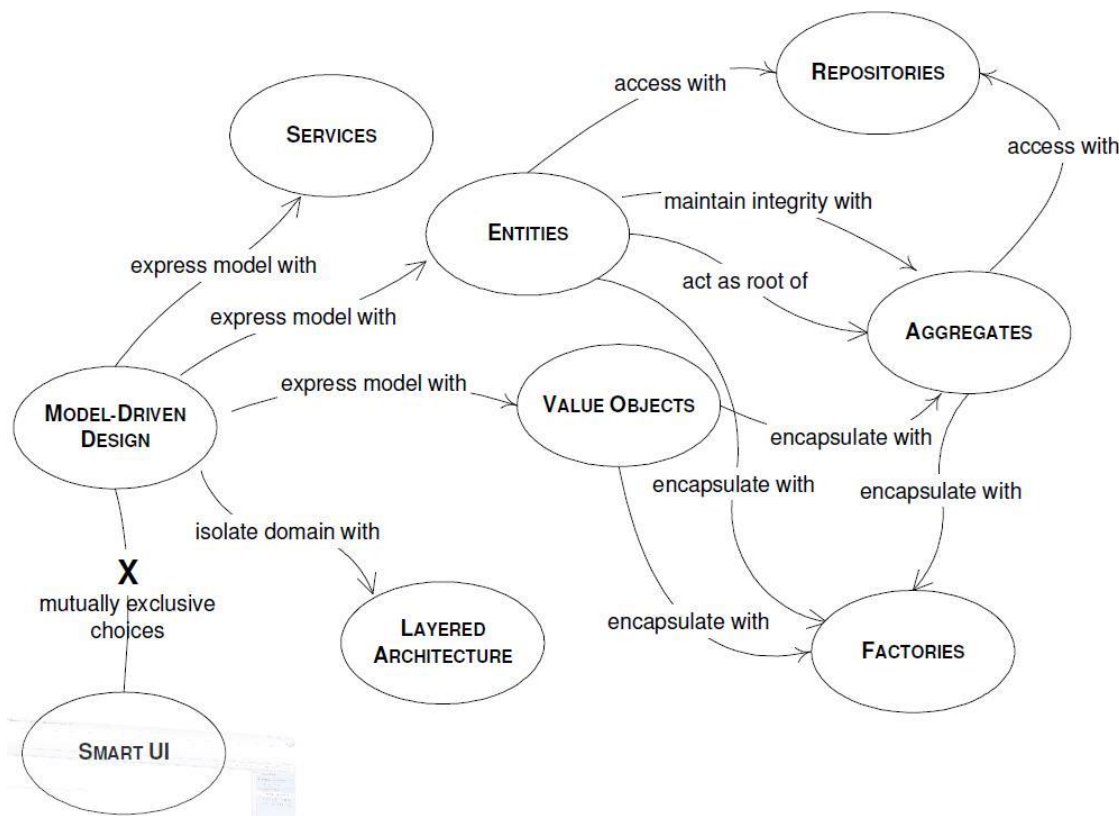 REPOSITORIES
access with
SERVICES
access with
maintain integrity with
ENTITIES
express model with
act as root of
express model with
AGGREGATES
express model with
VALUE OBJECTS
MODEL-DRIVEN
DESIGN
encapsulate with
encapsulate with
encapsulate with
isolate domain with
X
mutually exclusive
choices
encapsulate with
LAYERED
ARCHITECTURE
FACTORIES
SMART UI